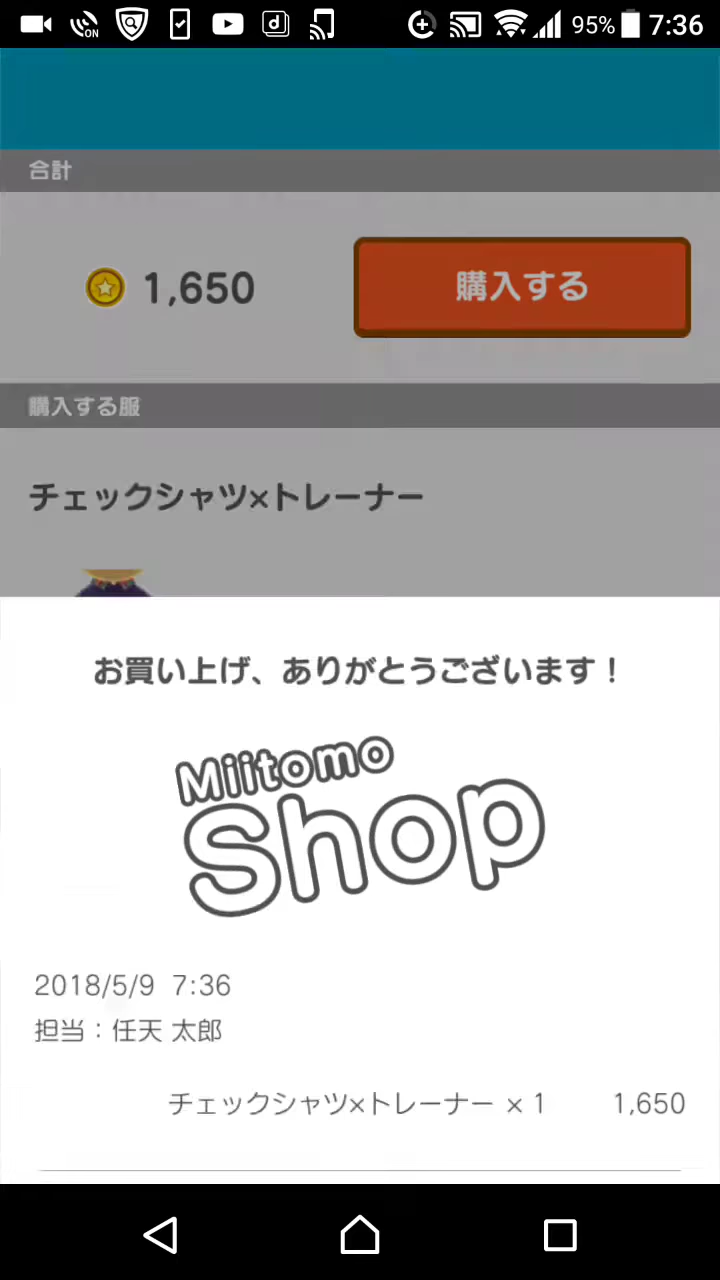 ON
95% 7:36
合計
1,650
購入する
購入する服
チェックシャツ×トレーナー
お買い上げ、ありがとうございます！
Miitomo
Shop
2018/5/9 7:36
担当：任天 太郎
チェックシャツ×トレーナー × 1 1,650